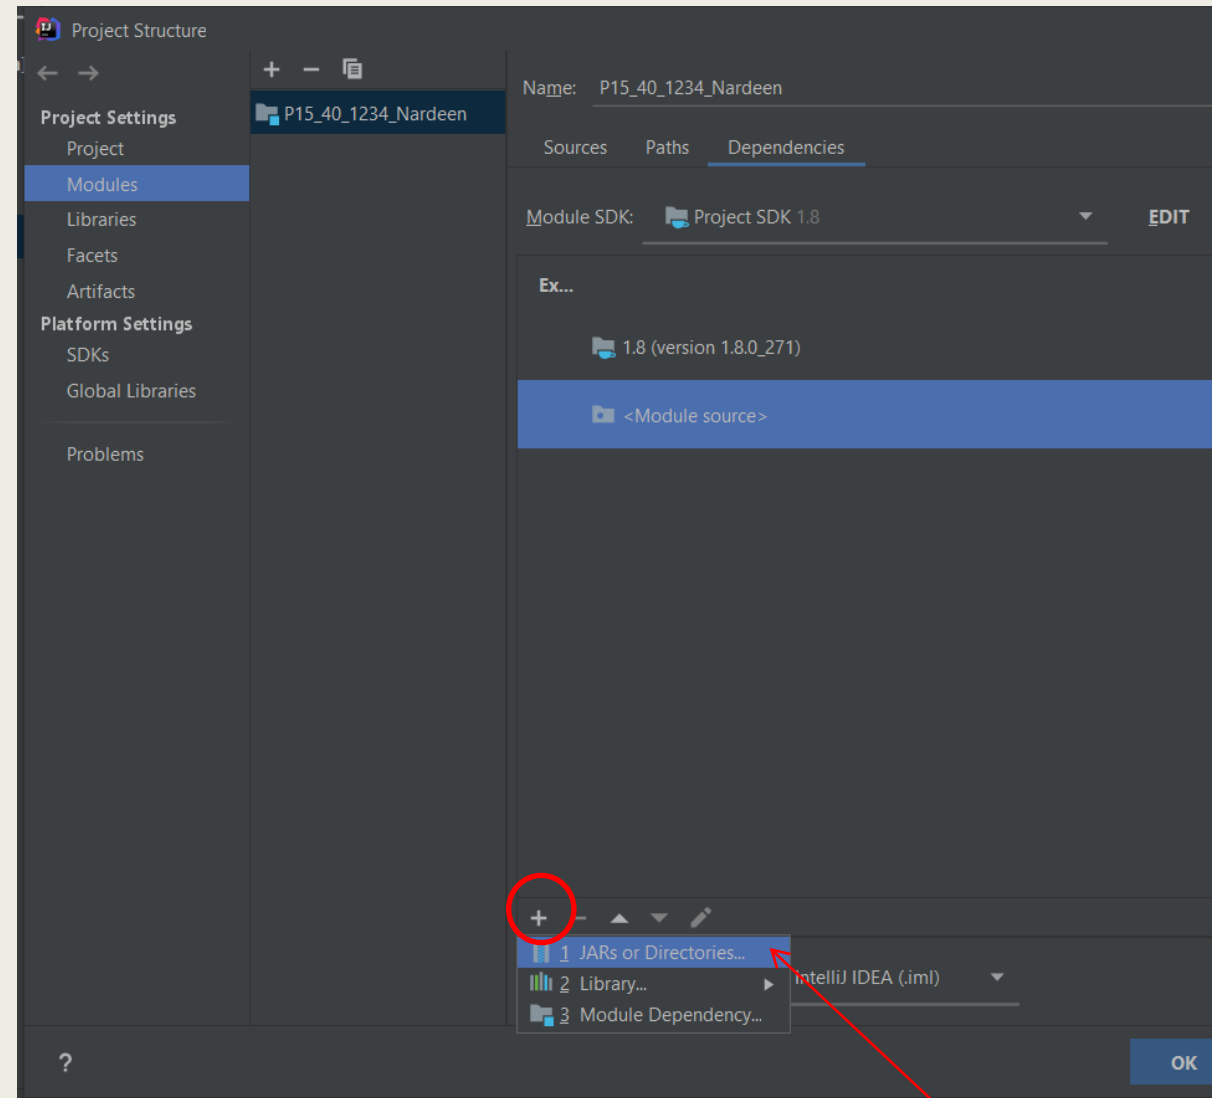 Project Structure
Project Settings
Project
Modules
Libraries
Facets
Artifacts
Platform Settings
SDKs
Global Libraries
Problems
P15_40_1234_Nardeen
Name: P15_40_1234_Nardeen
Sources Paths Dependencies
Module SDK: Project SDK 1.8 EDIT
Ex...
1.8 (version 1.8.0_271)
<Module source>
1 JARs or Directories...
2 Library...
IntelliJ IDEA (.iml)
3 Module Dependency...
?
OK